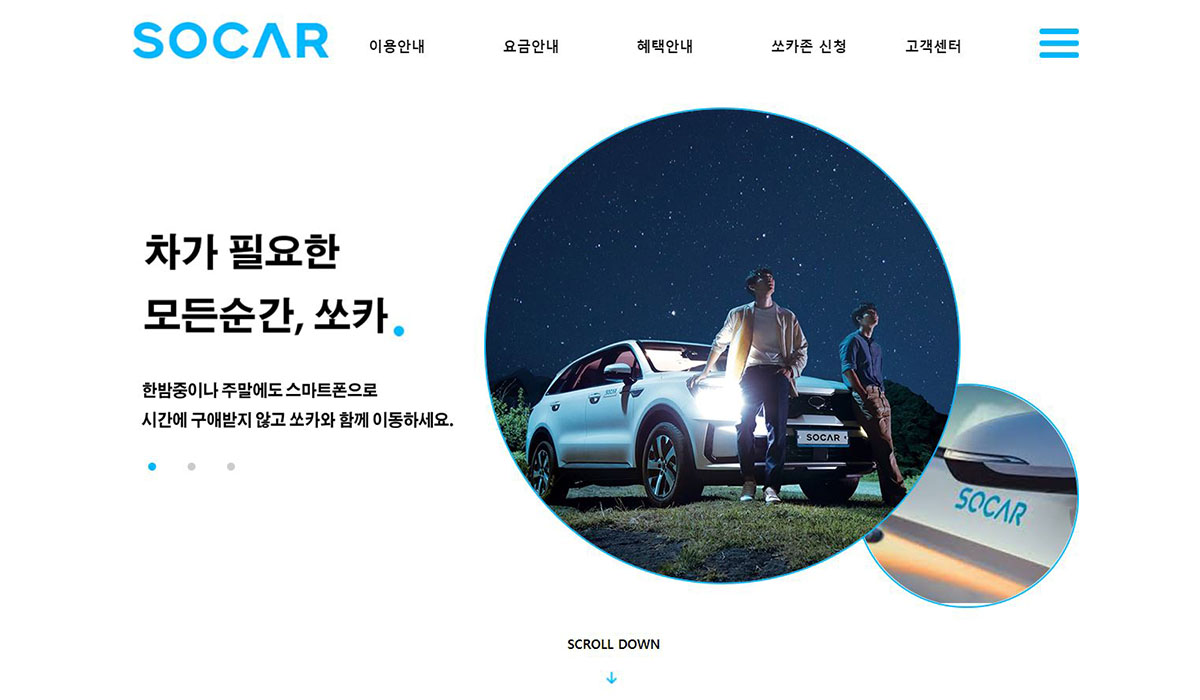 SOCAR
이용안내
요금안내
혜택안내
쏘카존 신청
고객센터
차가 필요한
모든순간, 쏘카.
한밤중이나 주말에도 스마트폰으로
시간에 구애받지 않고 쏘카와 함께 이동하세요.
SOCAR
SOCAR
SCROLL DOWN